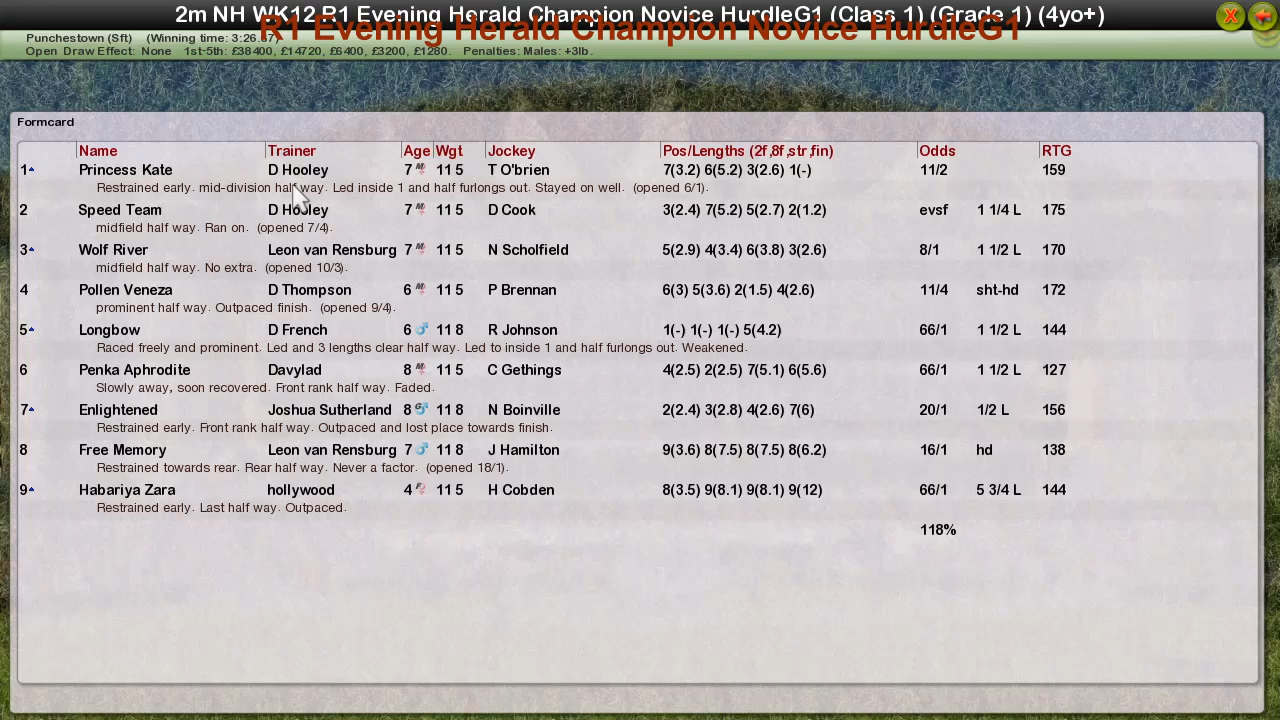 2m NH WK12 R1 Evening Herald Champion Novice HurdleG1 (Class 1) (Grade 1) (4yo+)
R1 Evening Herald Champion Novice HurdleG1
Punchestown (Sft) (Winning time: 3:26.67)
Open Draw Effect: None 1st-5th: £38400, £14720, £6400, £3200, £1280. Penalties: Males: +3lb.
Formcard
Name Trainer Age Wgt Jockey Pos/Lengths (2f,8f,str,fin) Odds RTG
1 Princess Kate D Hooley 7 11 5 T O'brien 7(3.2) 6(5.2) 3(2.6) 1(-) 11/2 159
Restrained early. mid-division half way. Led inside 1 and half furlongs out. Stayed on well. (opened 6/1).
2 Speed Team D Hooley 7 11 5 D Cook 3(2.4) 7(5.2) 5(2.7) 2(1.2) evsf 1 1/4 L 175
midfield half way. Ran on. (opened 7/4).
3 Wolf River Leon van Rensburg 7 11 5 N Scholfield 5(2.9) 4(3.4) 6(3.8) 3(2.6) 8/1 1 1/2 L 170
midfield half way. No extra. (opened 10/3).
4 Pollen Veneza D Thompson 6 11 5 P Brennan 6(3) 5(3.6) 2(1.5) 4(2.6) 11/4 sht-hd 172
prominent half way. Outpaced finish. (opened 9/4).
5 Longbow D French 6 11 8 R Johnson 1(-) 1(-) 1(-) 5(4.2) 66/1 1 1/2 L 144
Raced freely and prominent. Led and 3 lengths clear half way. Led to inside 1 and half furlongs out. Weakened.
6 Penka Aphrodite Davylad 8 11 5 C Gethings 4(2.5) 2(2.5) 7(5.1) 6(5.6) 66/1 1 1/2 L 127
Slowly away, soon recovered. Front rank half way. Faded.
7 Enlightened Joshua Sutherland 8 11 8 N Boinville 2(2.4) 3(2.8) 4(2.6) 7(6) 20/1 1/2 L 156
Restrained early. Front rank half way. Outpaced and lost place towards finish.
8 Free Memory Leon van Rensburg 7 11 8 J Hamilton 9(3.6) 8(7.5) 8(7.5) 8(6.2) 16/1 hd 138
Restrained towards rear. Rear half way. Never a factor. (opened 18/1).
9 Habariya Zara hollywood 4 11 5 H Cobden 8(3.5) 9(8.1) 9(8.1) 9(12) 66/1 5 3/4 L 144
Restrained early. Last half way. Outpaced.
118%